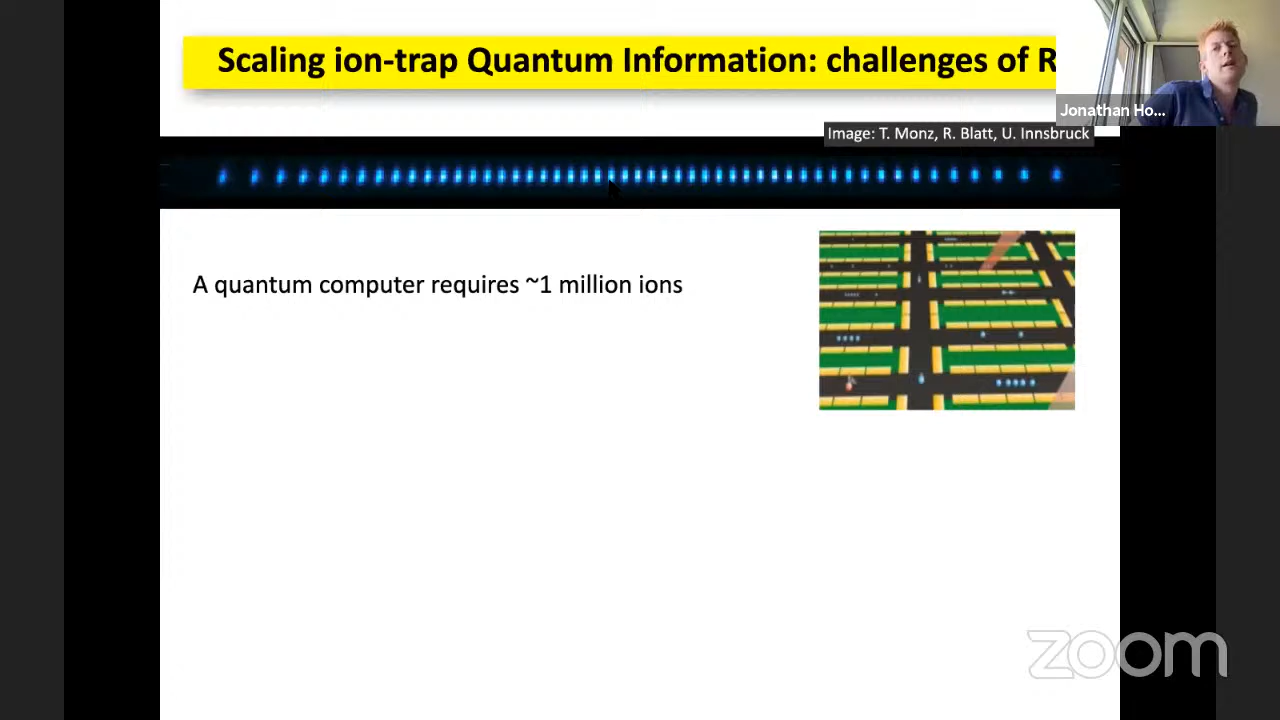 Scaling ion-trap Quantum Information: challenges of R
Jonathan Ho...
Image: T. Monz, R. Blatt, U. Innsbruck
A quantum computer requires ~1 million ions
zoom